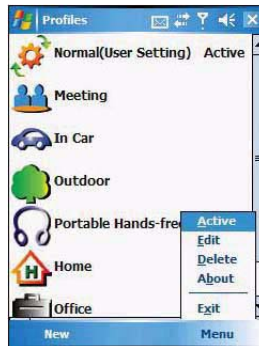 Profiles
Normal(User Setting) Active
Meeting
In Car
Outdoor
Portable Hands-free
Home
Office
Active
Edit
Delete
About
Exit
New Menu